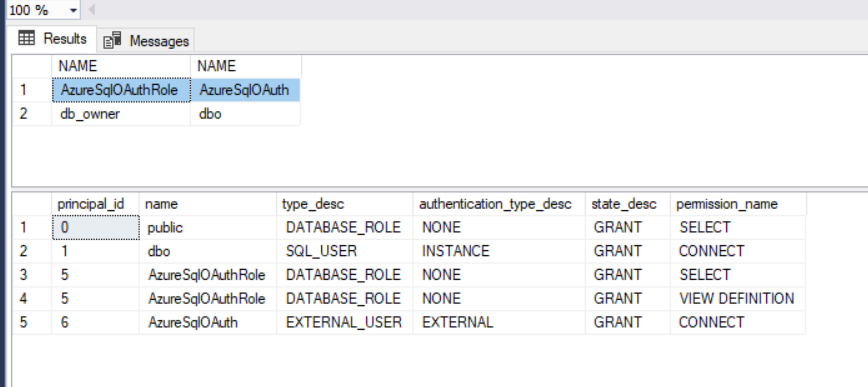 100 %
Results Messages
NAME NAME
1 AzureSqlOAuthRole AzureSqlOAuth
2 db_owner dbo
principal_id name type_desc authentication_type_desc state_desc permission_name
1 0 public DATABASE_ROLE NONE GRANT SELECT
2 1 dbo SQL_USER INSTANCE GRANT CONNECT
3 5 AzureSqlOAuthRole DATABASE_ROLE NONE GRANT SELECT
4 5 AzureSqlOAuthRole DATABASE_ROLE NONE GRANT VIEW DEFINITION
5 6 AzureSqlOAuth EXTERNAL_USER EXTERNAL GRANT CONNECT